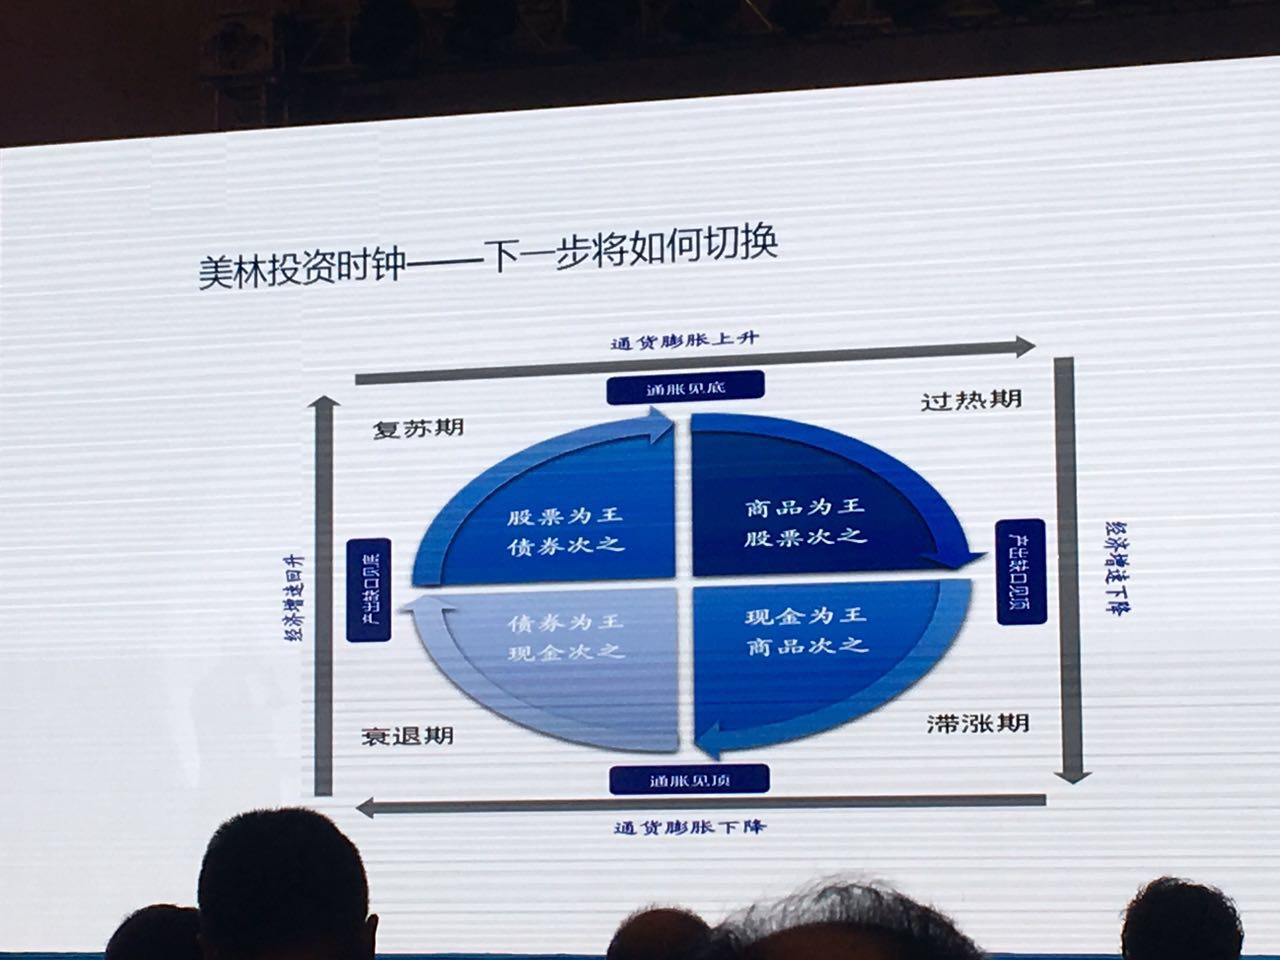 美林投资时钟——下一步将如何切换
通货膨胀上升
通胀见底
复苏期
过热期
股票为王
债券次之
商品为王
股票次之
经济增速回升
产出缺口见底
产出缺口见顶
经济增速下降
债券为王
现金次之
现金为王
商品次之
衰退期
滞涨期
通胀见顶
通货膨胀下降